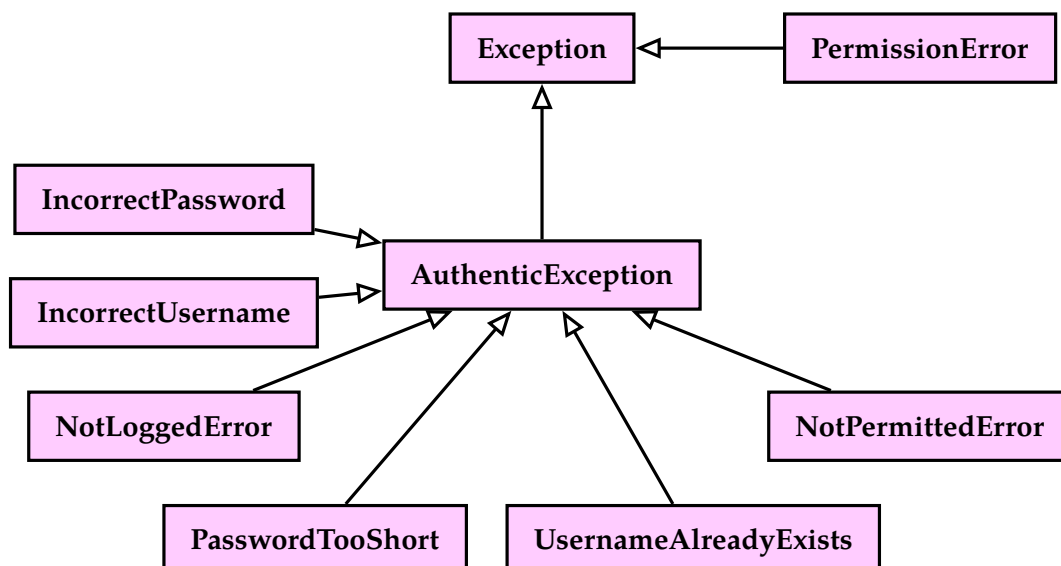 Exception
PermissionError
IncorrectPassword
AuthenticException
IncorrectUsername
NotLoggedError
NotPermittedError
PasswordTooShort
UsernameAlreadyExists